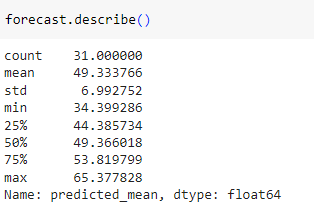 forecast.describe()
count    31.000000
mean     49.333766
std       6.992752
min      34.399286
25%      44.385734
50%      49.366018
75%      53.819799
max      65.377828
Name: predicted_mean, dtype: float64